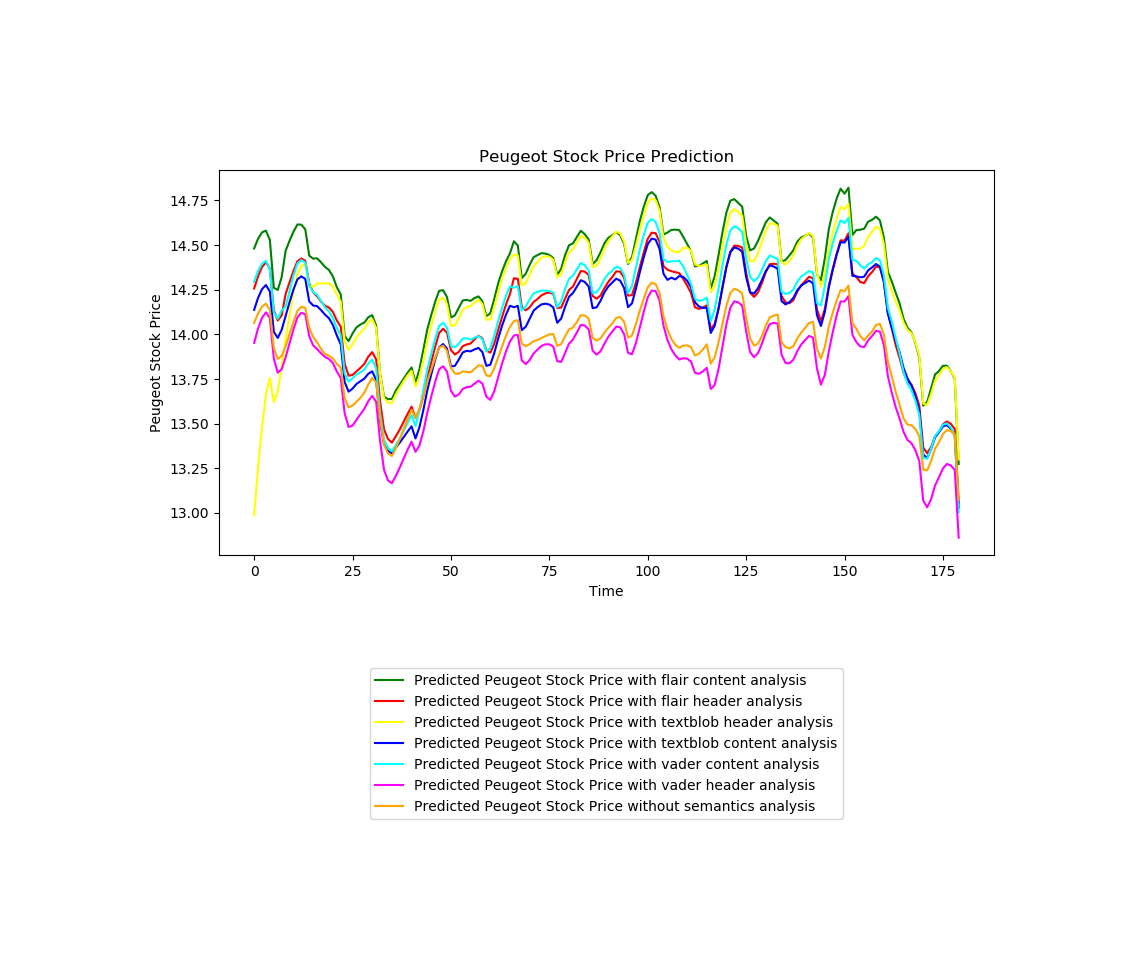 Peugeot Stock Price Prediction
14.75
14.50
14.25
14.00
13.75
13.50
13.25
13.00
Peugeot Stock Price
0 25 50 75 100 125 150 175
Time
Predicted Peugeot Stock Price with flair content analysis
Predicted Peugeot Stock Price with flair header analysis
Predicted Peugeot Stock Price with textblob header analysis
Predicted Peugeot Stock Price with textblob content analysis
Predicted Peugeot Stock Price with vader content analysis
Predicted Peugeot Stock Price with vader header analysis
Predicted Peugeot Stock Price without semantics analysis